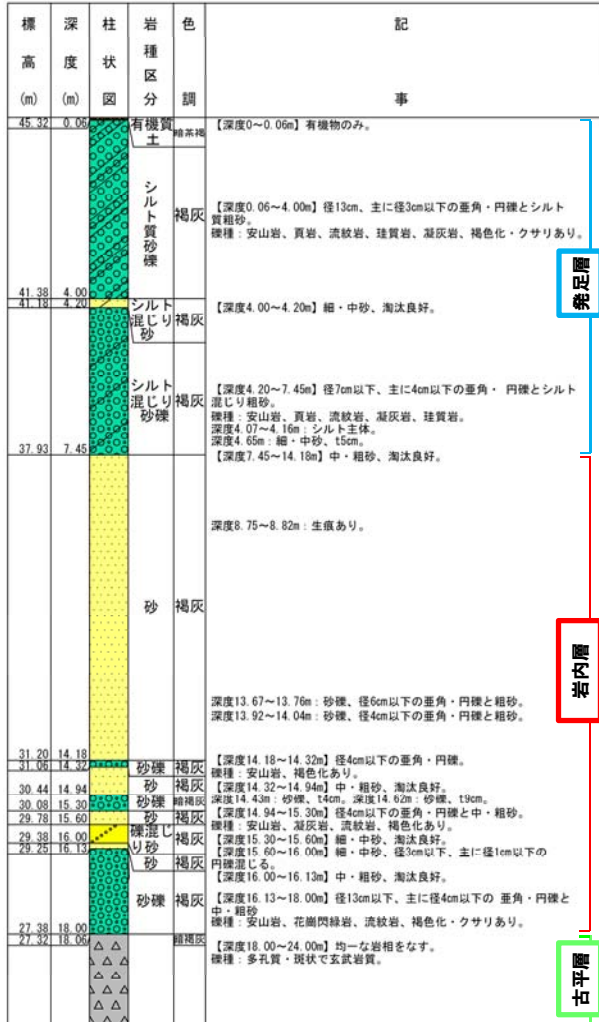 標高(m) 深度(m) 柱状図 岩種区分 色調 記事
45.32 0.06 有機質土 暗茶褐 【深度0~0.06m】有機物のみ。
シルト質砂礫 褐灰
【深度0.06~4.00m】径13cm、主に径3cm以下の亜角・円礫とシルト
質粗砂。
礫種:安山岩、頁岩、流紋岩、珪質岩、凝灰岩、褐色化・クサリあり。
発足層
41.38 4.00
41.18 4.20 シルト混じり砂 褐灰 【深度4.00~4.20m】細・中砂、淘汰良好。
シルト混じり砂礫 褐灰
【深度4.20~7.45m】径7cm以下、主に4cm以下の亜角・ 円礫とシルト
混じり粗砂。
礫種:安山岩、頁岩、流紋岩、凝灰岩、珪質岩。
深度4.07~4.16m:シルト主体。
深度4.65m:細・中砂、t5cm。
37.93 7.45 【深度7.45~14.18m】中・粗砂、淘汰良好。
深度8.75~8.82m:生痕あり。
砂 褐灰
岩内層
深度13.67~13.76m:砂礫、径6cm以下の亜角・円礫と粗砂。
深度13.92~14.04m:砂礫、径4cm以下の亜角・円礫と粗砂。
31.20 14.18
31.06 14.32 砂礫 褐灰 【深度14.18~14.32m】径4cm以下の亜角・円礫。
礫種:安山岩、褐色化あり。
30.44 14.94 砂 褐灰 【深度14.32~14.94m】中・粗砂、淘汰良好。
深度14.43m:砂礫、t4cm。深度14.62m:砂礫、t9cm。
30.08 15.30 砂礫 暗褐灰 【深度14.94~15.30m】径4cm以下の亜角・円礫と中・粗砂。
礫種:安山岩、凝灰岩、流紋岩、褐色化あり。
29.78 15.60 砂 褐灰 【深度15.30~15.60m】細・中砂、淘汰良好。
29.38 16.00 礫混じり砂 褐灰 【深度15.60~16.00m】細・中砂、径3cm以下、主に径1cm以下の
円礫混じる。
29.25 16.13 砂 褐灰 【深度16.00~16.13m】中・粗砂、淘汰良好。
砂礫 褐灰
【深度16.13~18.00m】径13cm以下、主に径4cm以下の 亜角・円礫と
中・粗砂
礫種:安山岩、花崗閃緑岩、流紋岩、褐色化・クサリあり。
27.38 18.00
27.32 18.06 暗褐灰 【深度18.00~24.00m】均一な岩相をなす。
礫種:多孔質・斑状で玄武岩質。
古平層